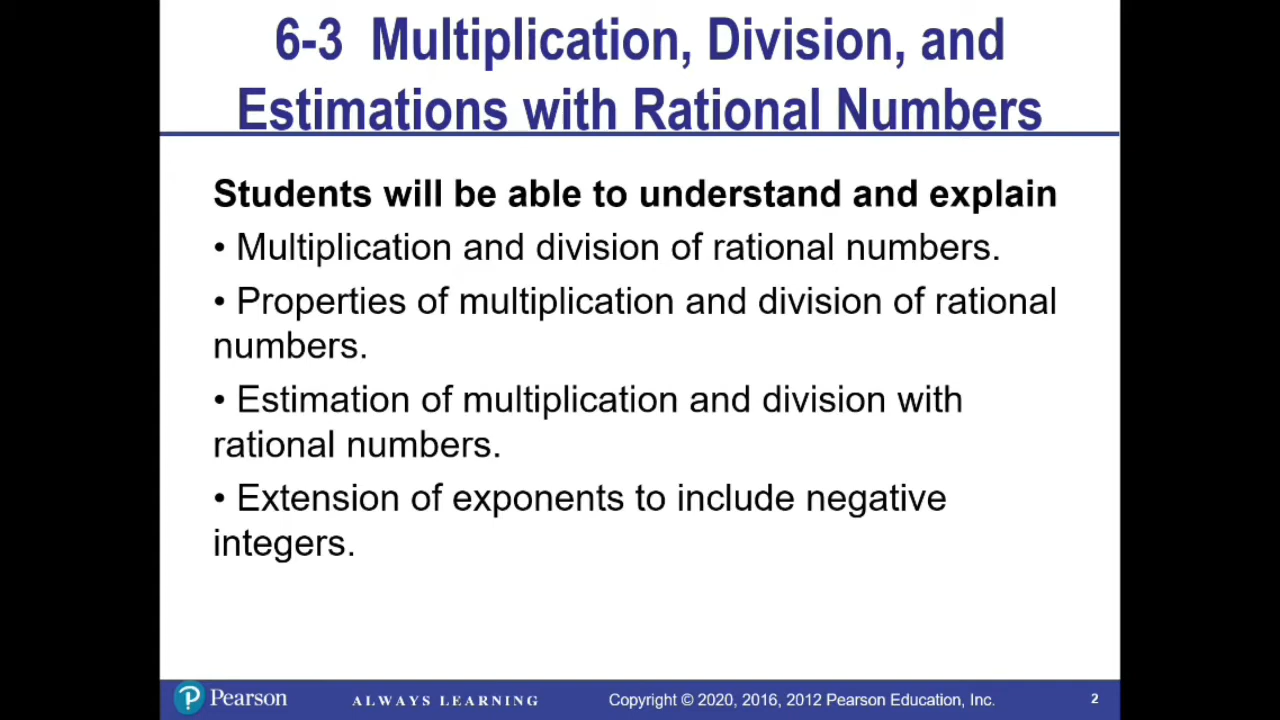 6-3 Multiplication, Division, and
Estimations with Rational Numbers
Students will be able to understand and explain
• Multiplication and division of rational numbers.
• Properties of multiplication and division of rational
numbers.
• Estimation of multiplication and division with
rational numbers.
• Extension of exponents to include negative
integers.
Pearson ALWAYS LEARNING Copyright © 2020, 2016, 2012 Pearson Education, Inc. 2